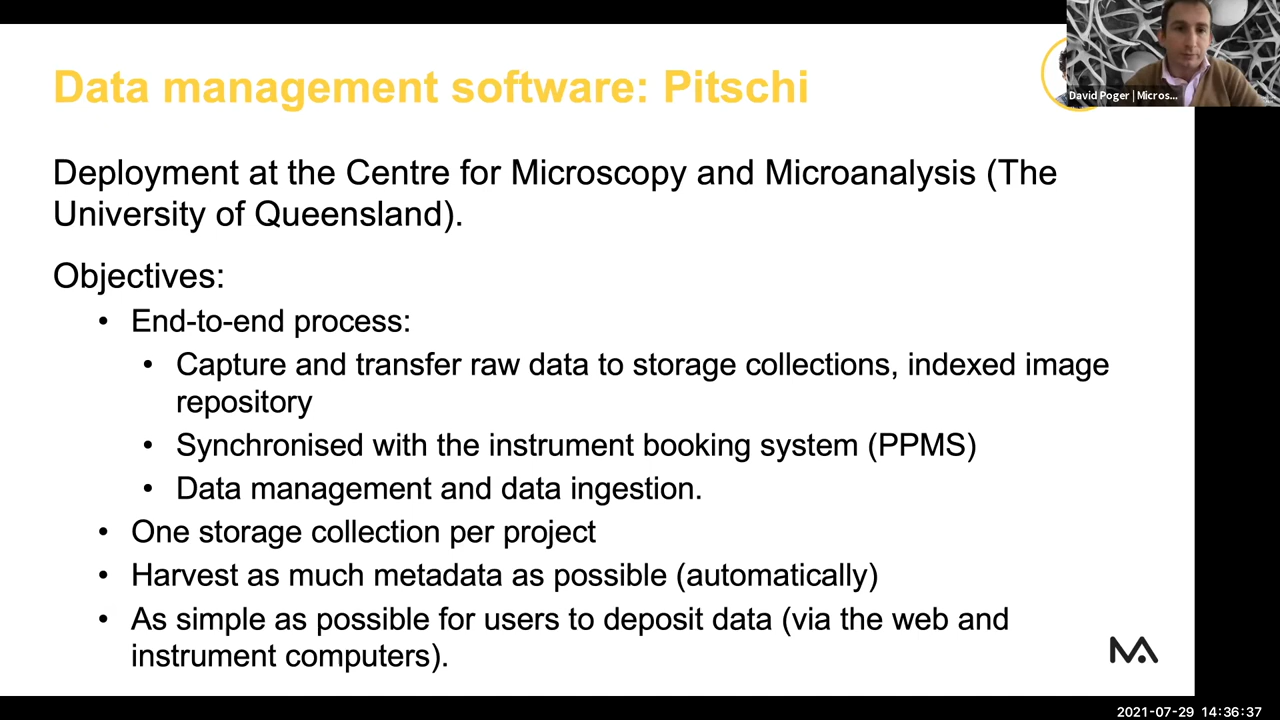 Data management software: Pitschi
David Poger | Micros...
Deployment at the Centre for Microscopy and Microanalysis (The
University of Queensland).
Objectives:
• End-to-end process:
• Capture and transfer raw data to storage collections, indexed image
repository
• Synchronised with the instrument booking system (PPMS)
• Data management and data ingestion.
• One storage collection per project
• Harvest as much metadata as possible (automatically)
• As simple as possible for users to deposit data (via the web and
instrument computers).
MA
2021-07-29 14:36:37